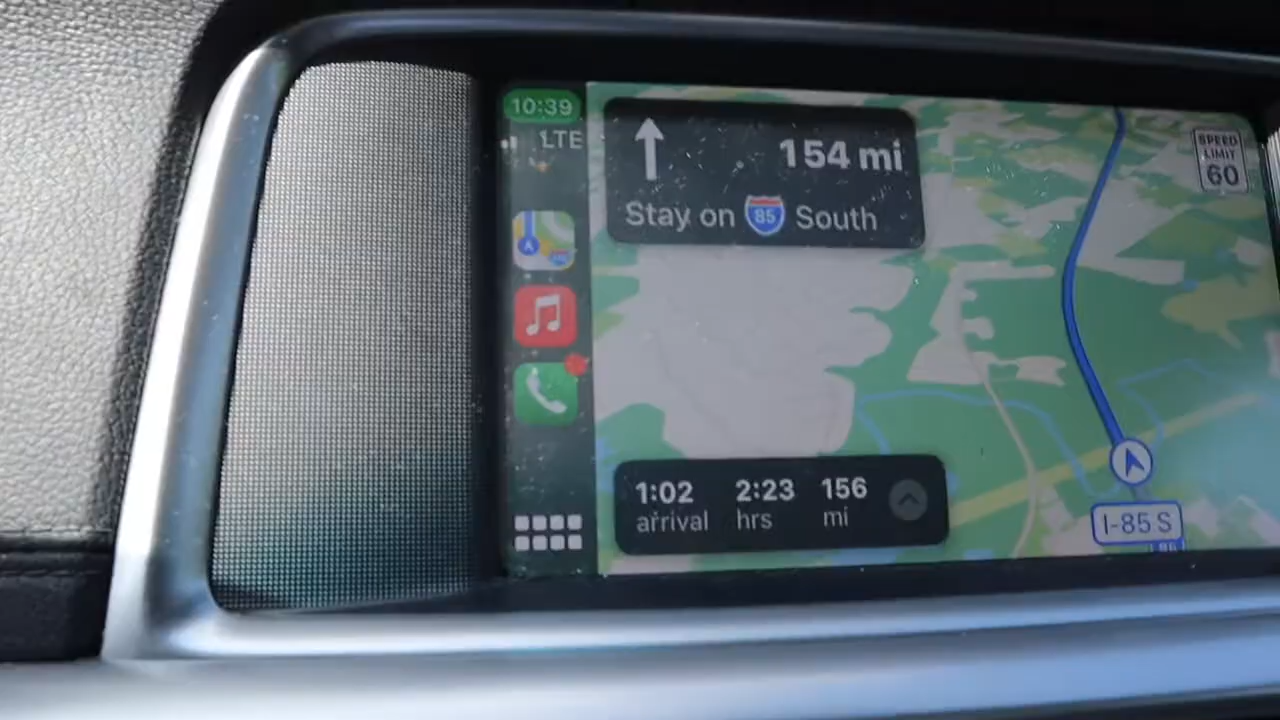 10:39
LTE
154 mi
Stay on 85 South
SPEED
LIMIT
60
1:02 2:23 156
arrival hrs mi
I-85 S